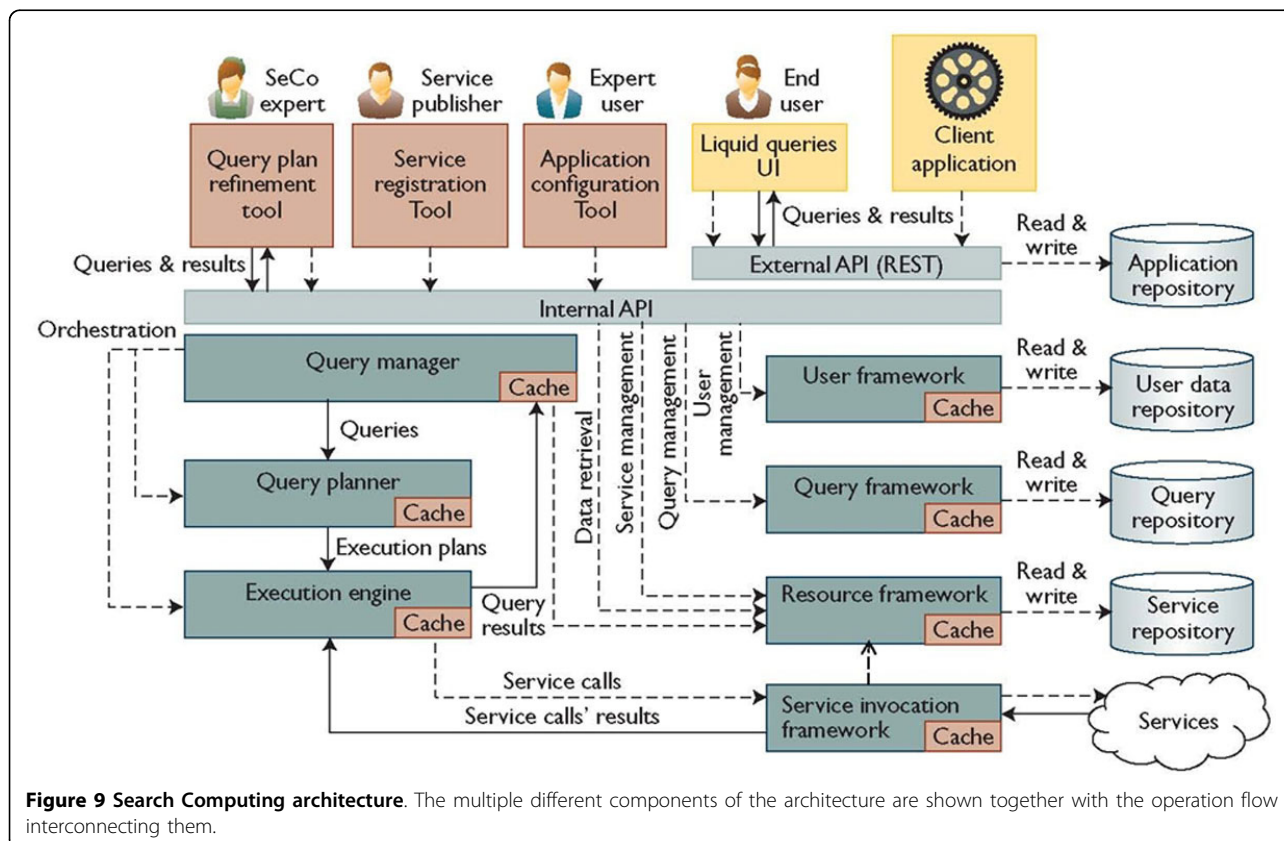 SeCo
expert
Service
publisher
Expert
user
End
user
Query plan
refinement
tool
Service
registration
Tool
Application
configuration
Tool
Liquid queries
UI
Client
application
Queries & results
Queries & results
External API (REST)
Read &
write
Application
repository
Internal API
Orchestration
Query manager
Cache
Data retrieval
Service management
Query management
User
management
User framework
Cache
Read &
write
User data
repository
Queries
Query planner
Cache
Query framework
Cache
Read &
write
Query
repository
Execution plans
Execution engine
Cache
Query
results
Resource framework
Cache
Read &
write
Service
repository
Service calls
Service calls' results
Service invocation
framework
Cache
Services
Figure 9 Search Computing architecture. The multiple different components of the architecture are shown together with the operation flow
interconnecting them.